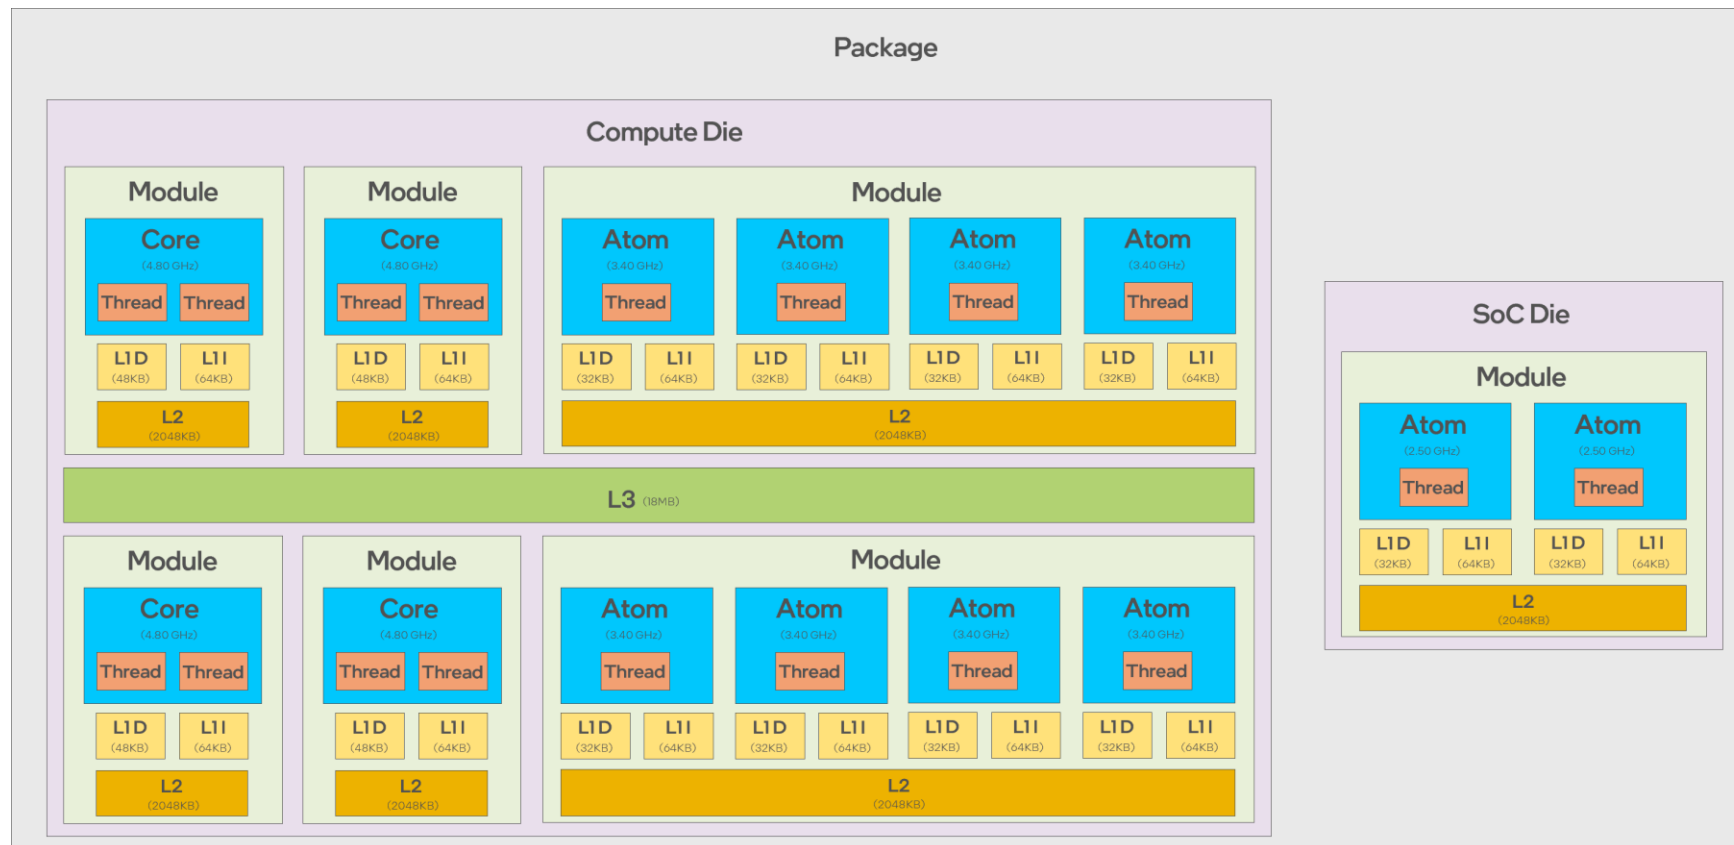 Package
Compute Die
Module Module Module
Core Core Atom Atom Atom Atom
(4.80 GHz) (4.80 GHz) (3.40 GHz) (3.40 GHz) (3.40 GHz) (3.40 GHz)
Thread Thread Thread Thread Thread Thread Thread Thread
L1D L1I L1D L1I L1D L1I L1D L1I L1D L1I L1D L1I
(48KB) (64KB) (48KB) (64KB) (32KB) (64KB) (32KB) (64KB) (32KB) (64KB) (32KB) (64KB)
L2 L2 L2
(2048KB) (2048KB) (2048KB)
L3 (18MB)
Module Module Module
Core Core Atom Atom Atom Atom
(4.80 GHz) (4.80 GHz) (3.40 GHz) (3.40 GHz) (3.40 GHz) (3.40 GHz)
Thread Thread Thread Thread Thread Thread Thread Thread
L1D L1I L1D L1I L1D L1I L1D L1I L1D L1I L1D L1I
(48KB) (64KB) (48KB) (64KB) (32KB) (64KB) (32KB) (64KB) (32KB) (64KB) (32KB) (64KB)
L2 L2 L2
(2048KB) (2048KB) (2048KB)
SoC Die
Module
Atom Atom
(2.50 GHz) (2.50 GHz)
Thread Thread
L1D L1I L1D L1I
(32KB) (64KB) (32KB) (64KB)
L2
(2048KB)